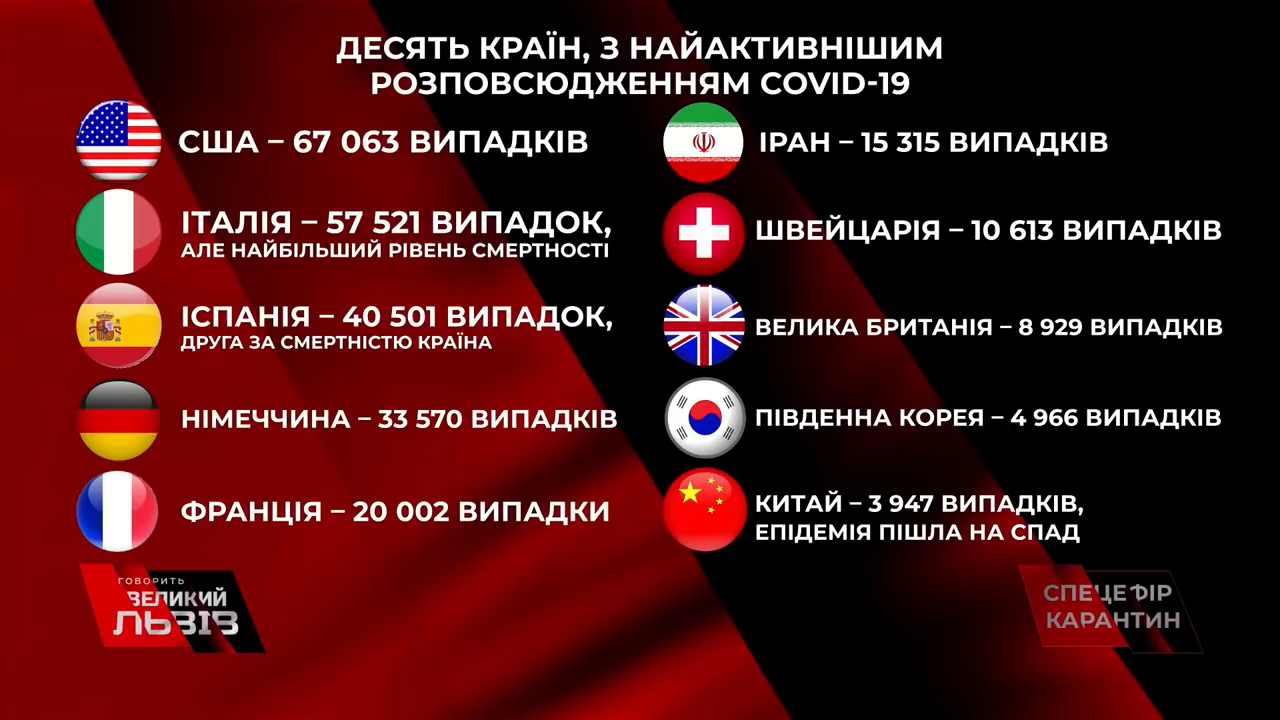 ДЕСЯТЬ КРАЇН, З НАЙАКТИВНІШИМ
РОЗПОВСЮДЖЕННЯМ COVID-19
США – 67 063 ВИПАДКІВ
ІТАЛІЯ – 57 521 ВИПАДОК,
АЛЕ НАЙБІЛЬШИЙ РІВЕНЬ СМЕРТНОСТІ
ІСПАНІЯ – 40 501 ВИПАДОК,
ДРУГА ЗА СМЕРТНІСТЮ КРАЇНА
НІМЕЧЧИНА – 33 570 ВИПАДКІВ
ФРАНЦІЯ – 20 002 ВИПАДКИ
ІРАН – 15 315 ВИПАДКІВ
ШВЕЙЦАРІЯ – 10 613 ВИПАДКІВ
ВЕЛИКА БРИТАНІЯ – 8 929 ВИПАДКІВ
ПІВДЕННА КОРЕЯ – 4 966 ВИПАДКІВ
КИТАЙ – 3 947 ВИПАДКІВ,
ЕПІДЕМІЯ ПІШЛА НА СПАД
ГОВОРИТЬ
ВЕЛИКИЙ
ЛЬВІВ
СПЕЦЕФІР
КАРАНТИН